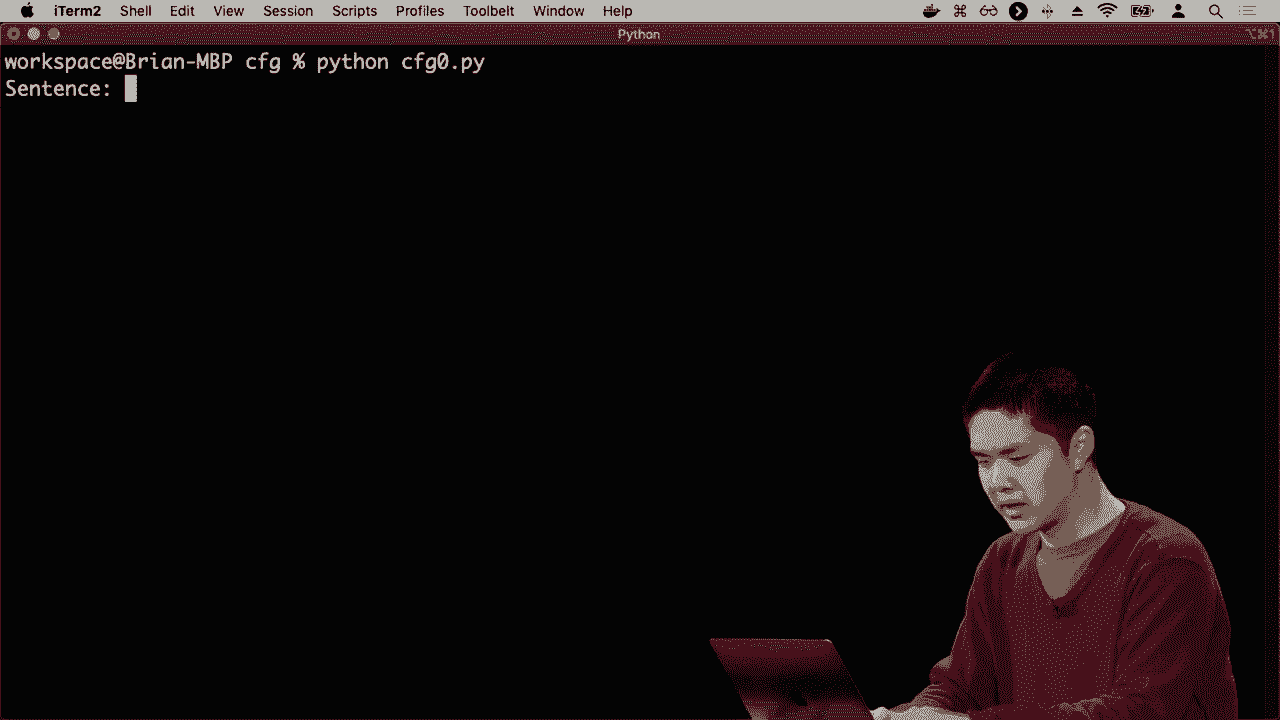 iTerm2 Shell Edit View Session Scripts Profiles Toolbelt Window Help
Python ⌥⌘1
workspace@Brian-MBP cfg % python cfg0.py
Sentence: